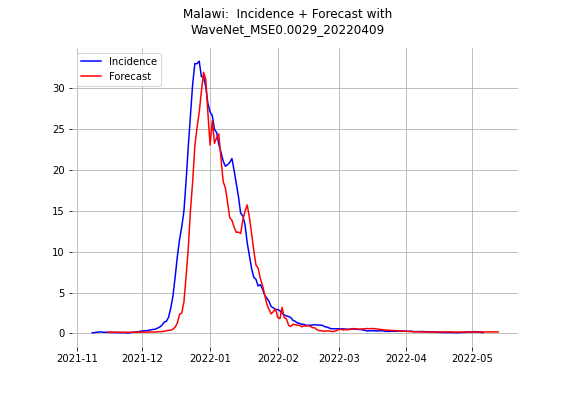 Malawi:  Incidence + Forecast with
WaveNet_MSE0.0029_20220409
Incidence
Forecast
30
25
20
15
10
5
0
2021-11 2021-12 2022-01 2022-02 2022-03 2022-04 2022-05